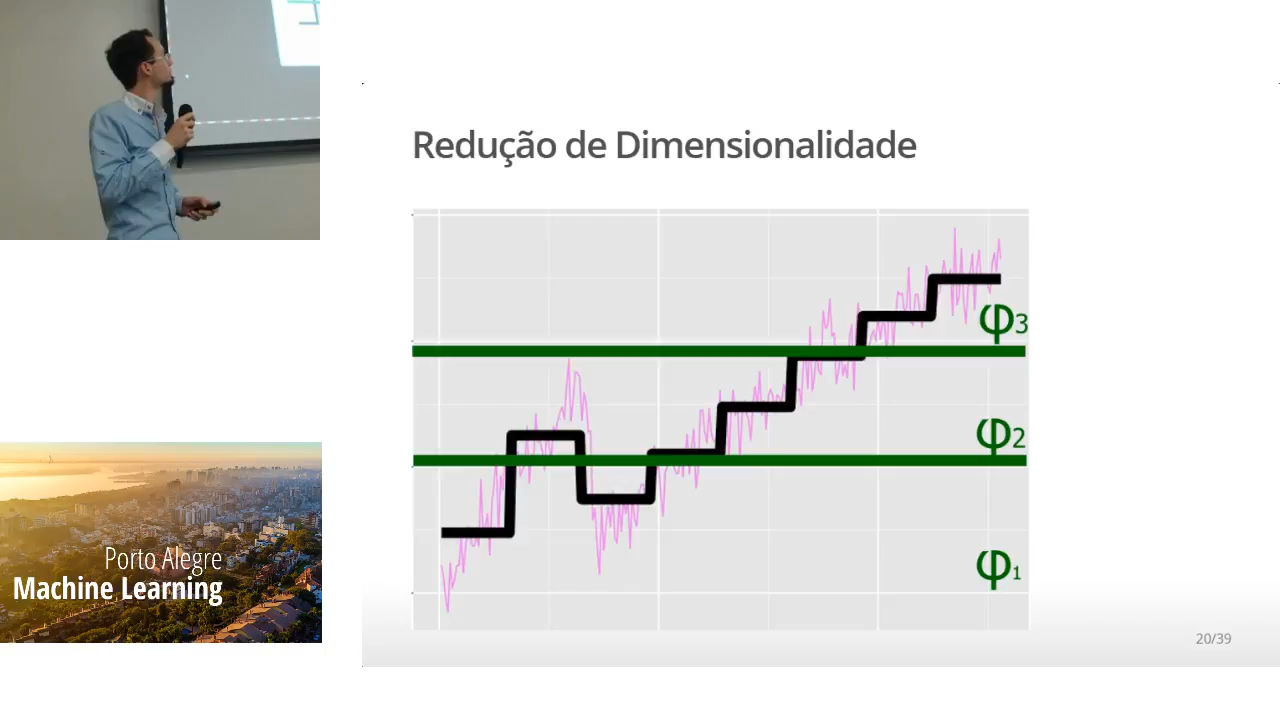 Redução de Dimensionalidade
φ3
φ2
φ1
Porto Alegre
Machine Learning
20/39